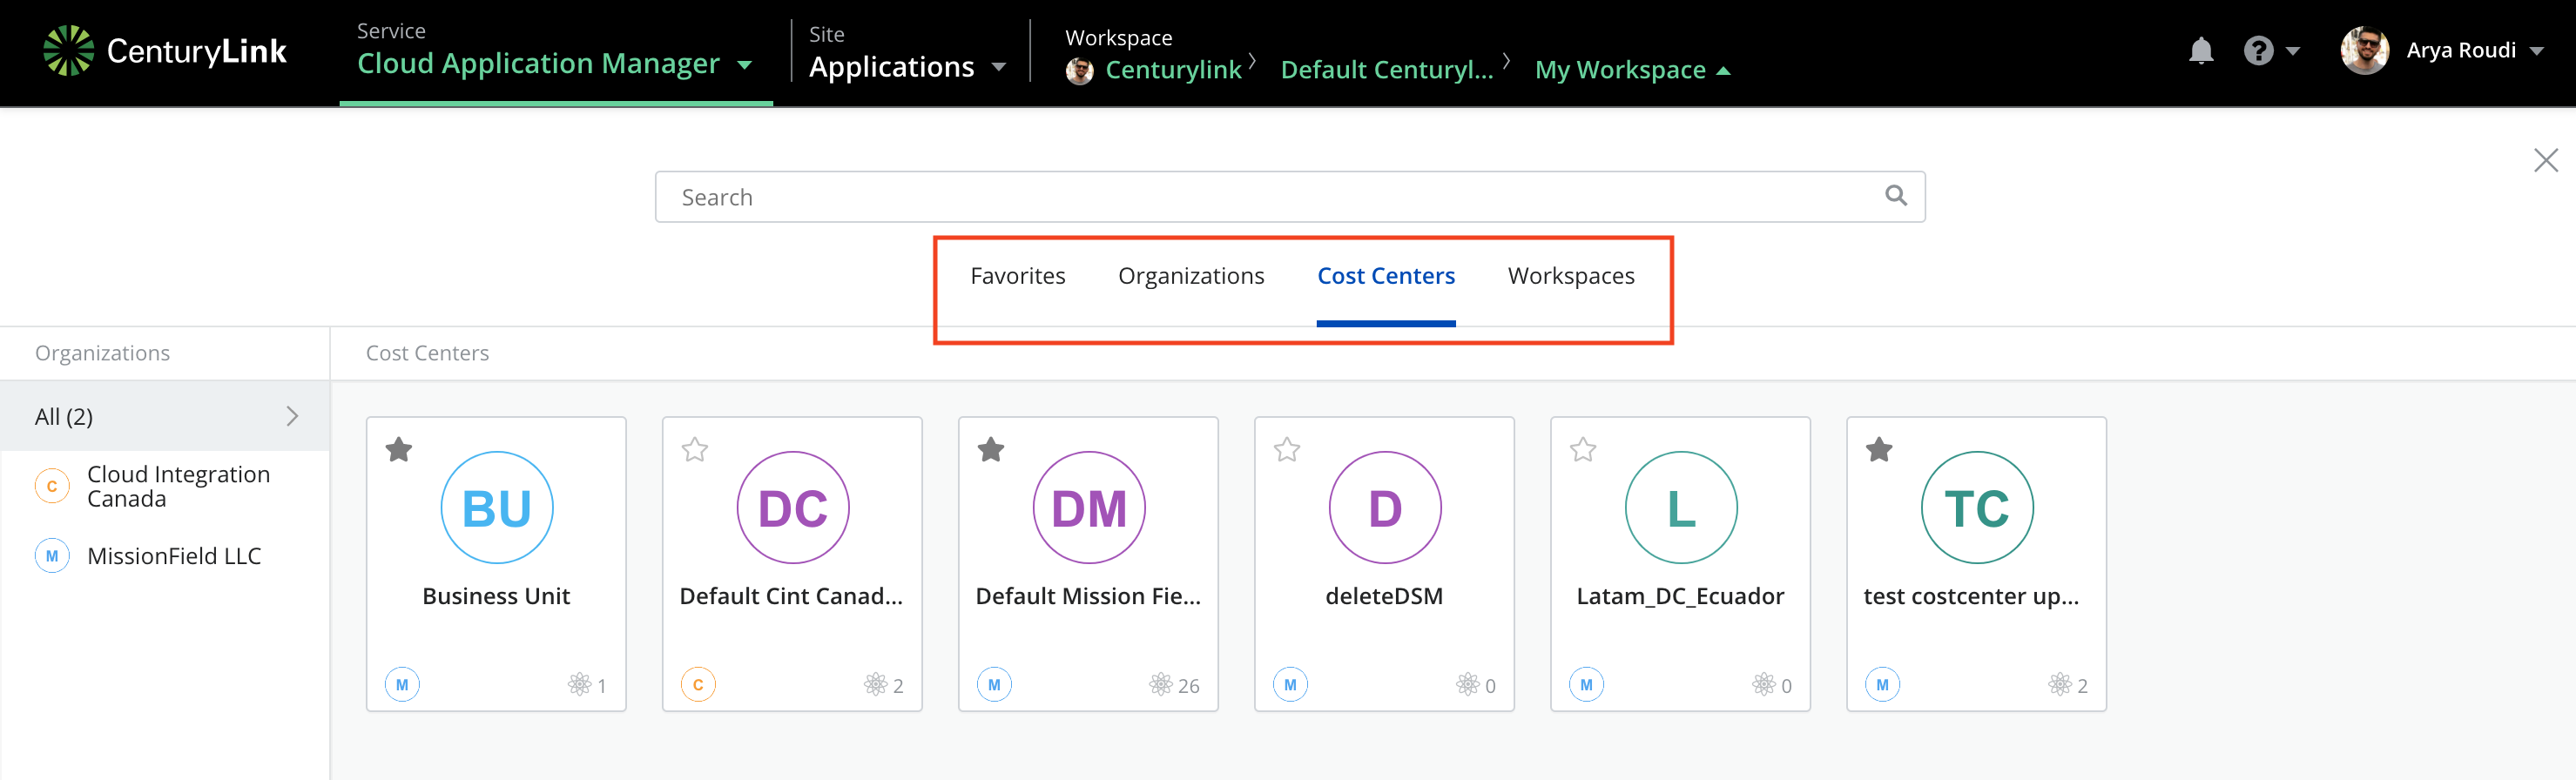 CenturyLink
Service
Cloud Application Manager
Site
Applications
Workspace
Centurylink
Default Centuryl...
My Workspace
?
Arya Roudi
Search
Favorites
Organizations
Cost Centers
Workspaces
Organizations
Cost Centers
All (2)
C
Cloud Integration
Canada
M
MissionField LLC
BU
Business Unit
M
1
DC
Default Cint Canad...
C
2
DM
Default Mission Fie...
M
26
D
deleteDSM
M
0
L
Latam_DC_Ecuador
M
0
TC
test costcenter up...
M
2